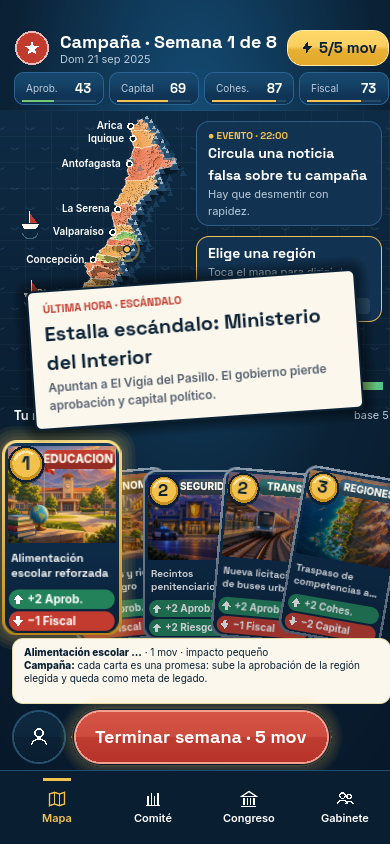 Campaña · Semana 1 de 8
Dom 21 sep 2025
5/5 mov
Aprob. 43
Capital 69
Cohes. 87
Fiscal 73
Arica
Iquique
Antofagasta
La Serena
Valparaíso
Concepción
EVENTO · 22:00
Circula una noticia
falsa sobre tu campaña
Hay que desmentir con
rapidez.
Elige una región
Toca el mapa para
ÚLTIMA HORA · ESCÁNDALO
Estalla escándalo: Ministerio
del Interior
Apuntan a El Vigía del Pasillo. El gobierno pierde
aprobación y capital político.
Tu
base 5
1
EDUCACION
Alimentación
escolar reforzada
+2 Aprob.
−1 Fiscal
2
SEGURID
Recintos
penitenciario
+2 Aprob.
+2 Riesgo
2
TRANS
Nueva licitac
de buses urb
+2 Aprob
−1 Fiscal
3
REGIONES
Traspaso de
competencias a...
+2 Cohes.
−2 Capital
Alimentación escolar ... · 1 mov · impacto pequeño
Campaña: cada carta es una promesa: sube la aprobación de la región
elegida y queda como meta de legado.
Terminar semana · 5 mov
Mapa
Comité
Congreso
Gabinete